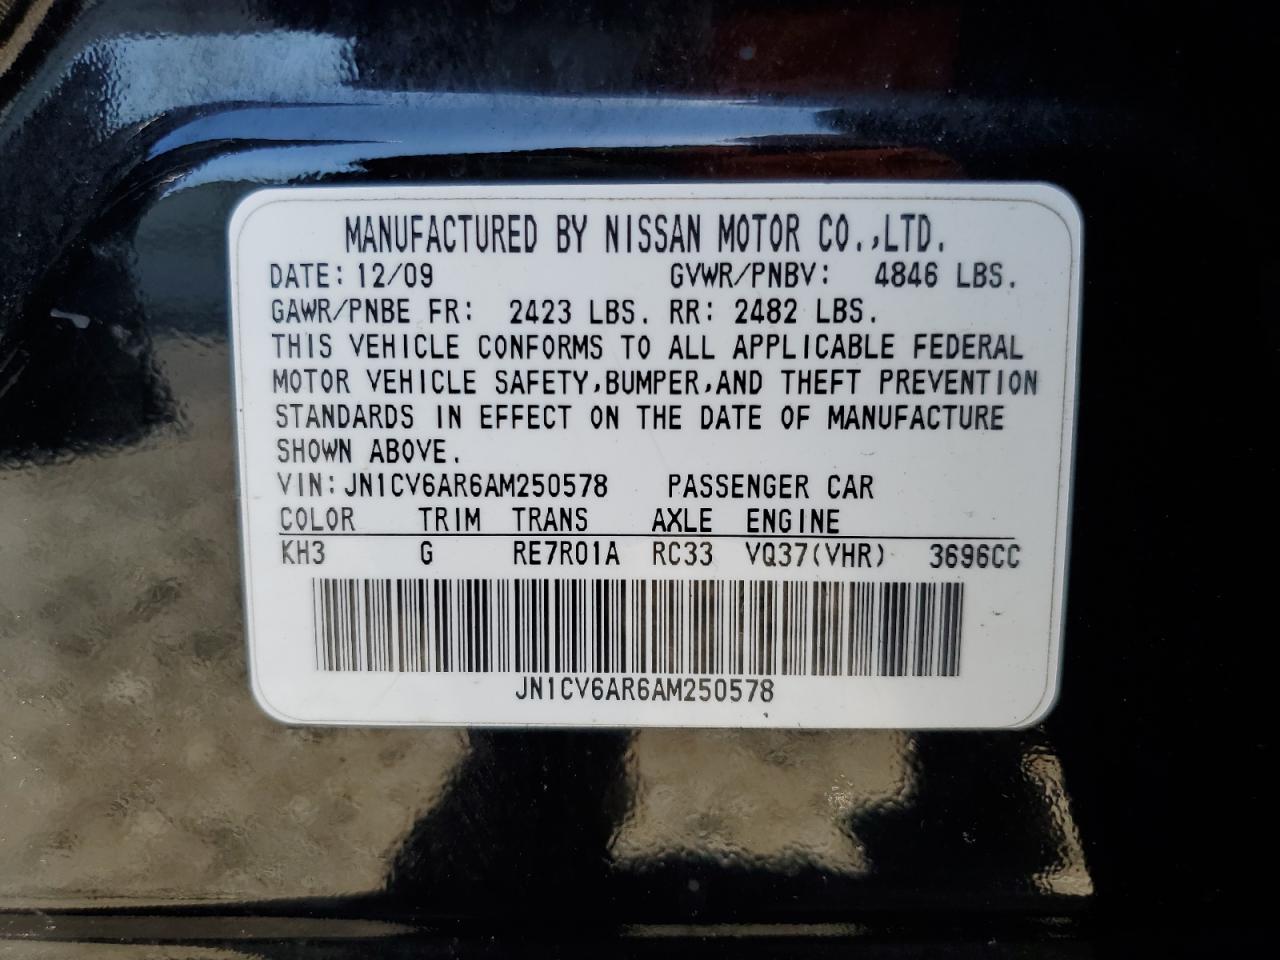 MANUFACTURED BY NISSAN MOTOR CO.,LTD.
DATE: 12/09 GVWR/PNBV: 4846 LBS.
GAWR/PNBE FR: 2423 LBS. RR: 2482 LBS.
THIS VEHICLE CONFORMS TO ALL APPLICABLE FEDERAL
MOTOR VEHICLE SAFETY,BUMPER,AND THEFT PREVENTION
STANDARDS IN EFFECT ON THE DATE OF MANUFACTURE
SHOWN ABOVE.
VIN: JN1CV6AR6AM250578 PASSENGER CAR
COLOR TRIM TRANS AXLE ENGINE
KH3 G RE7R01A RC33 VQ37(VHR) 3696CC
JN1CV6AR6AM250578